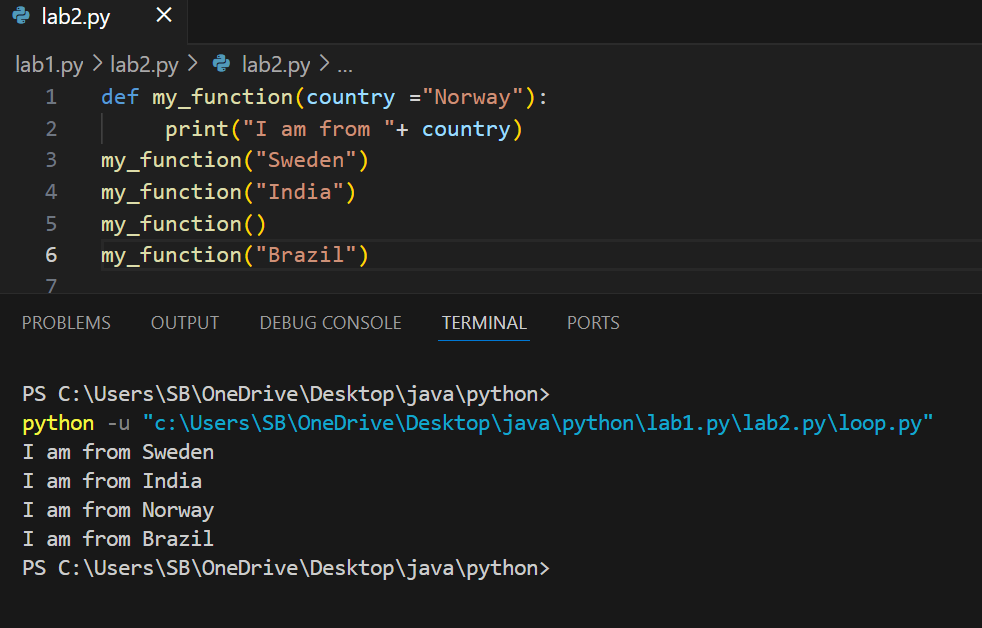 lab2.py ×
lab1.py > lab2.py > lab2.py > ...
1 def my_function(country ="Norway"):
2 print("I am from "+ country)
3 my_function("Sweden")
4 my_function("India")
5 my_function()
6 my_function("Brazil")
7
PROBLEMS OUTPUT DEBUG CONSOLE TERMINAL PORTS
PS C:\Users\SB\OneDrive\Desktop\java\python>
python -u "c:\Users\SB\OneDrive\Desktop\java\python\lab1.py\lab2.py\loop.py"
I am from Sweden
I am from India
I am from Norway
I am from Brazil
PS C:\Users\SB\OneDrive\Desktop\java\python>